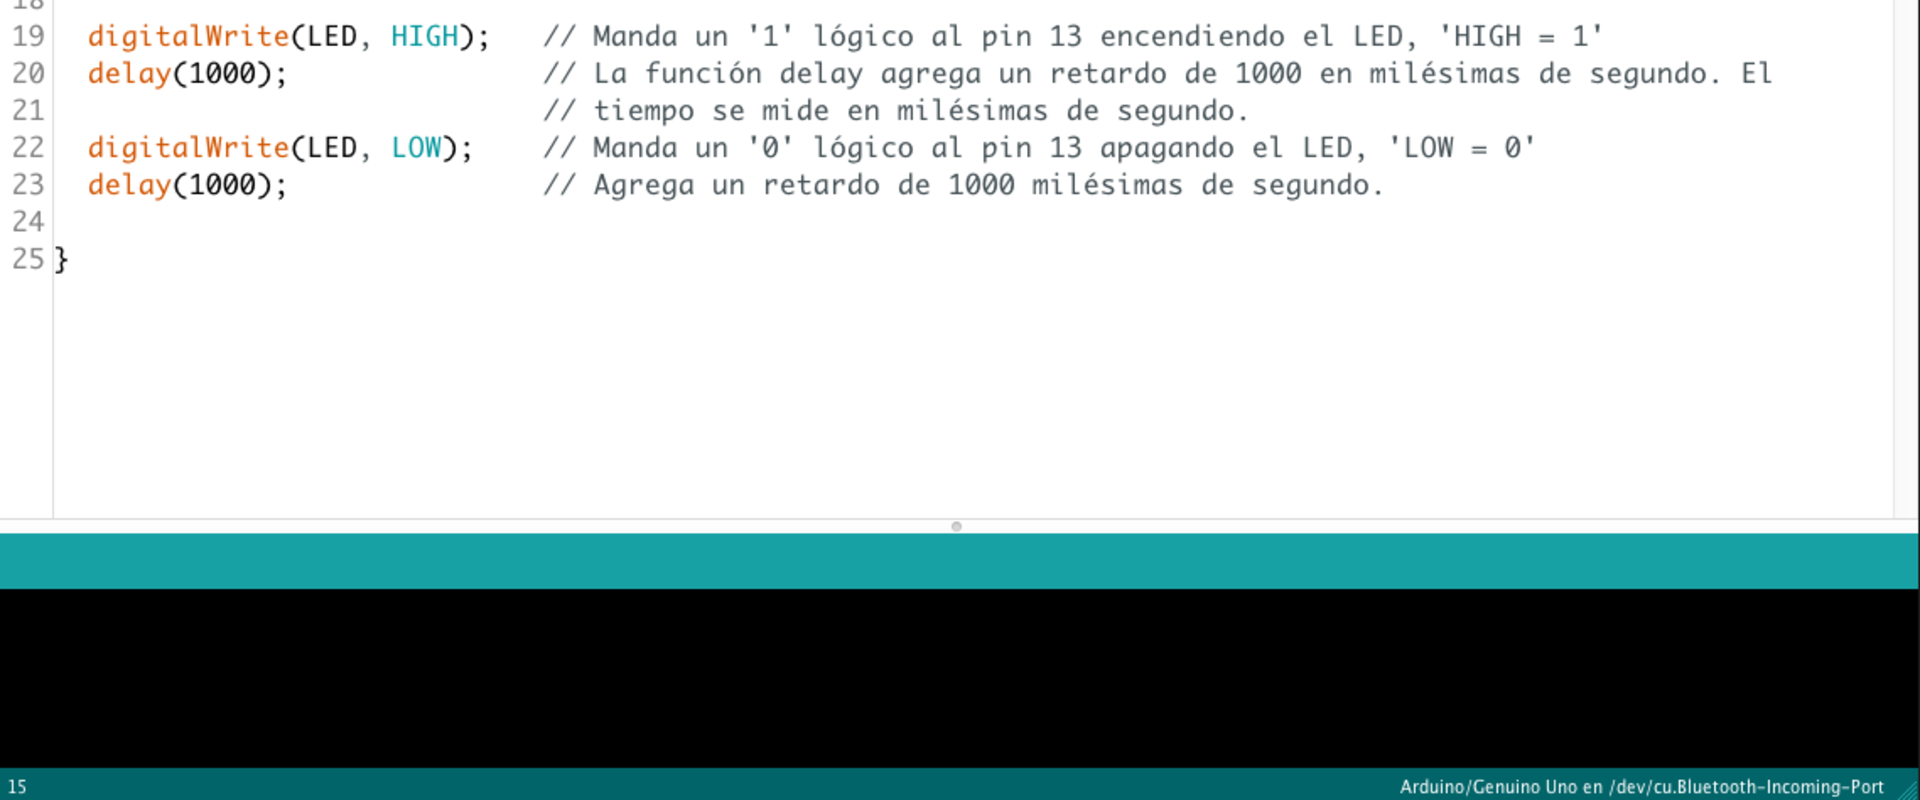 18
19 digitalWrite(LED, HIGH); // Manda un '1' lógico al pin 13 encendiendo el LED, 'HIGH = 1'
20 delay(1000); // La función delay agrega un retardo de 1000 en milésimas de segundo. El
21 // tiempo se mide en milésimas de segundo.
22 digitalWrite(LED, LOW); // Manda un '0' lógico al pin 13 apagando el LED, 'LOW = 0'
23 delay(1000); // Agrega un retardo de 1000 milésimas de segundo.
24
25 }
15 Arduino/Genuino Uno en /dev/cu.Bluetooth-Incoming-Port